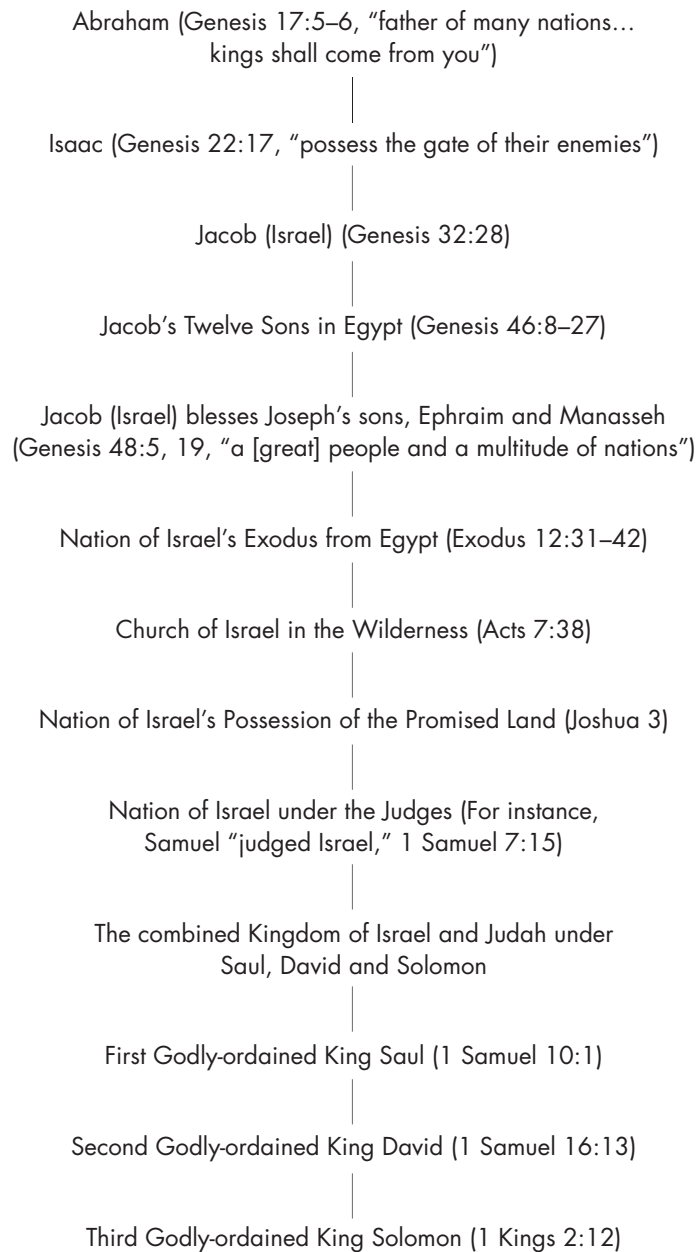 Abraham (Genesis 17:5–6, “father of many nations…
kings shall come from you”)
Isaac (Genesis 22:17, “possess the gate of their enemies”)
Jacob (Israel) (Genesis 32:28)
Jacob’s Twelve Sons in Egypt (Genesis 46:8–27)
Jacob (Israel) blesses Joseph’s sons, Ephraim and Manasseh
(Genesis 48:5, 19, “a [great] people and a multitude of nations”)
Nation of Israel’s Exodus from Egypt (Exodus 12:31–42)
Church of Israel in the Wilderness (Acts 7:38)
Nation of Israel’s Possession of the Promised Land (Joshua 3)
Nation of Israel under the Judges (For instance,
Samuel “judged Israel,” 1 Samuel 7:15)
The combined Kingdom of Israel and Judah under
Saul, David and Solomon
First Godly-ordained King Saul (1 Samuel 10:1)
Second Godly-ordained King David (1 Samuel 16:13)
Third Godly-ordained King Solomon (1 Kings 2:12)